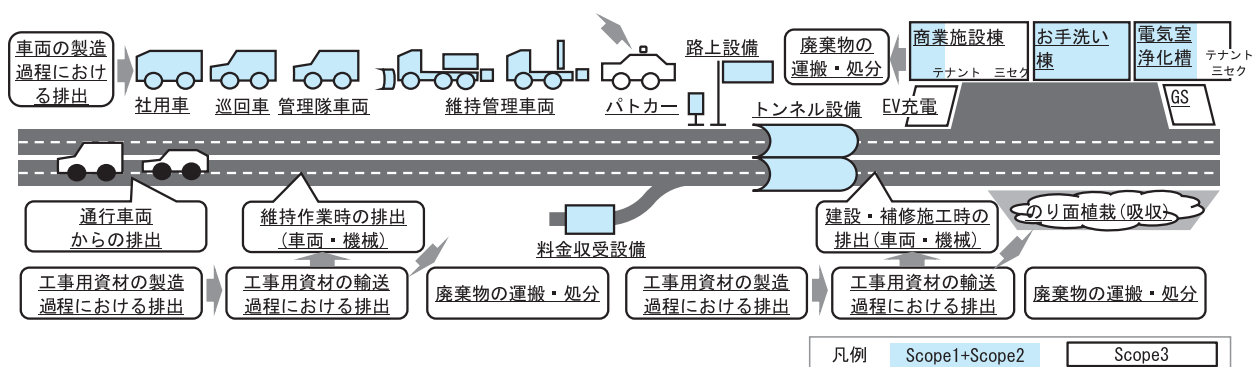 車両の製造
過程におけ
る排出
社用車
巡回車
管理隊車両
維持管理車両
パトカー
路上設備
廃棄物の
運搬・処分
商業施設棟
テナント 三セク
お手洗い
棟
電気室
浄化槽
テナント
三セク
トンネル設備
EV充電
GS
通行車両
からの排出
維持作業時の排出
(車両・機械)
料金収受設備
建設・補修施工時の
排出(車両・機械)
のり面植栽(吸収)
工事用資材の製造
過程における排出
工事用資材の輸送
過程における排出
廃棄物の運搬・処分
工事用資材の製造
過程における排出
工事用資材の輸送
過程における排出
廃棄物の運搬・処分
凡例
Scope1+Scope2
Scope3